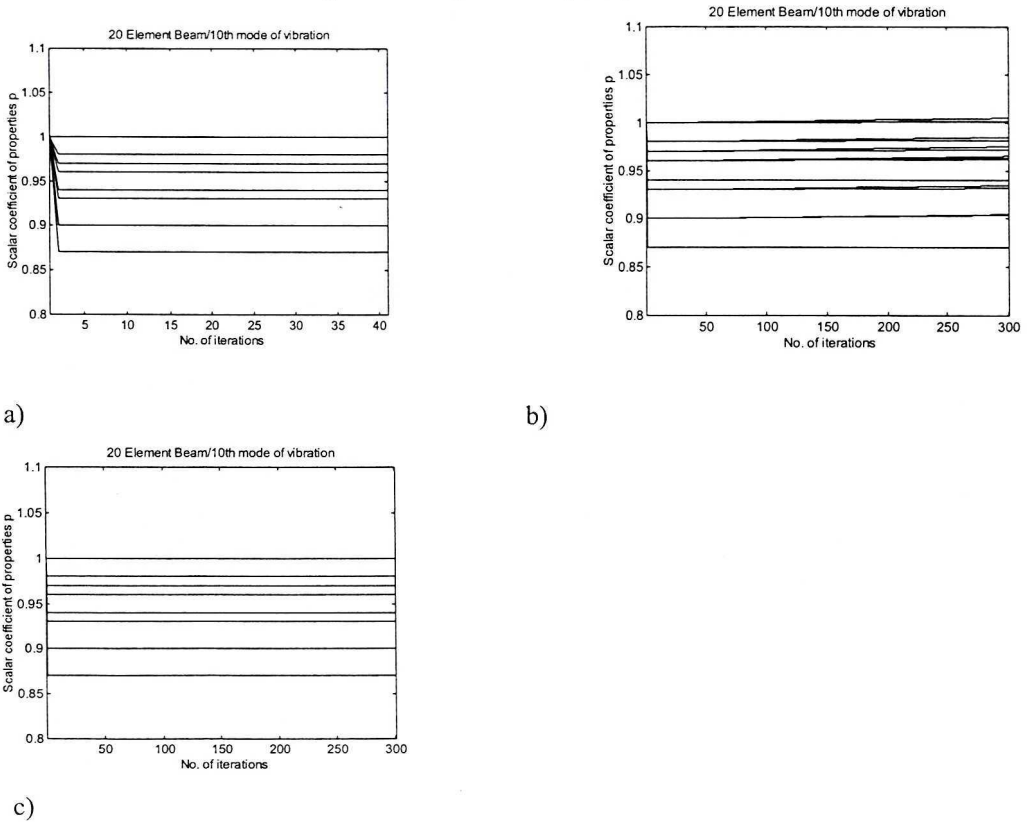 20 Element Beam/10th mode of vibration
1.1
1.05
1
0.95
0.9
0.85
0.8
Scalar coefficient of properties p
5 10 15 20 25 30 35 40
No. of iterations
a)
20 Element Beam/10th mode of vibration
1.1
1.05
1
0.95
0.9
0.85
0.8
Scalar coefficient of properties p
50 100 150 200 250 300
No. of iterations
b)
20 Element Beam/10th mode of vibration
1.1
1.05
1
0.95
0.9
0.85
0.8
Scalar coefficient of properties p
50 100 150 200 250 300
No. of iterations
c)